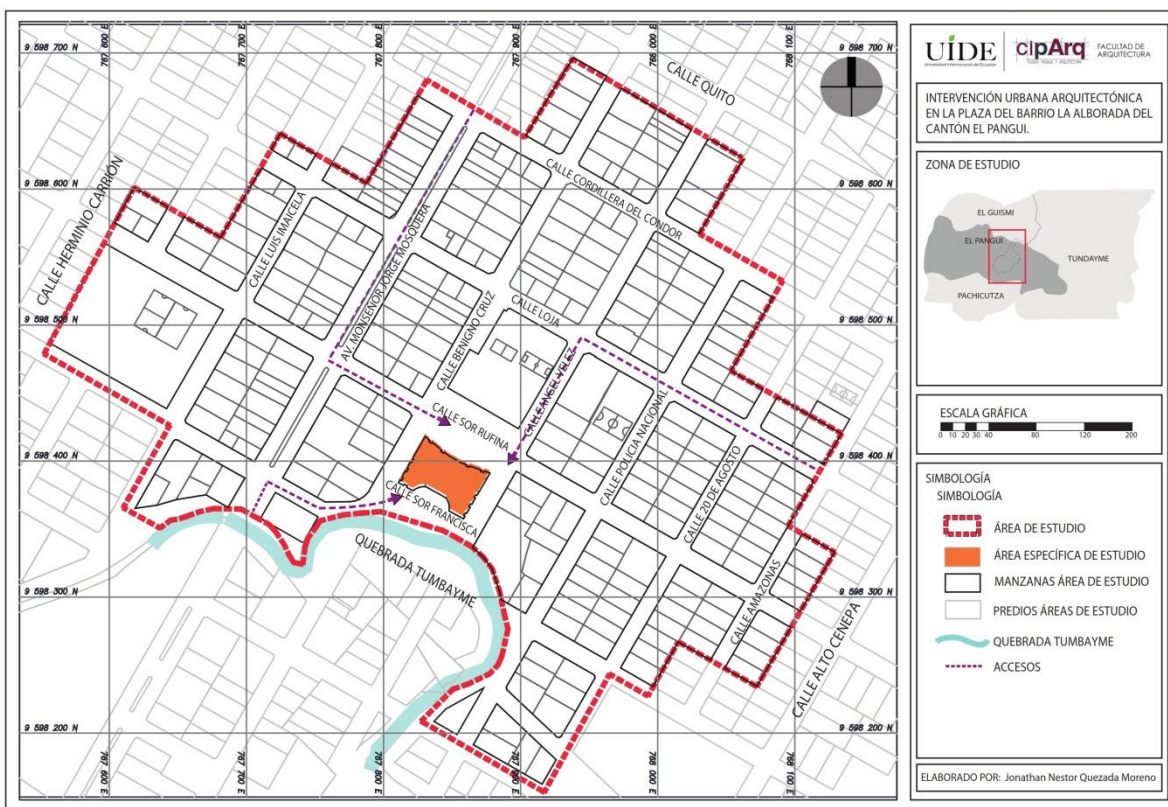 767 600 E
767 700 E
767 800 E
767 900 E
768 000 E
768 100 E
9 598 700 N
9 598 700 N
9 598 600 N
9 598 600 N
9 598 500 N
9 598 500 N
9 598 400 N
9 598 400 N
9 598 300 N
9 598 300 N
9 598 200 N
9 598 200 N
767 600 E
767 700 E
767 800 E
767 900 E
768 000 E
768 100 E
CALLE QUITO
CALLE CORDILLERA DEL CONDOR
CALLE HERMINIO CARRIÓN
CALLE LUIS IMAICELA
AV. MONSEÑOR JORGE MOSQUERA
CALLE BENIGNO CRUZ
CALLE LOJA
CALLE ANGEL VELEZ
CALLE SOR RUFINA
CALLE POLICIA NACIONAL
CALLE 20 DE AGOSTO
CALLE SOR FRANCISCA
QUEBRADA TUMBAYME
CALLE AMAZONAS
CALLE ALTO CENEPA
UIDE
Universidad Internacional del Ecuador
cipArq
FACULTAD DE
ARQUITECTURA
INTERVENCIÓN URBANA ARQUITECTÓNICA
EN LA PLAZA DEL BARRIO LA ALBORADA DEL
CANTÓN EL PANGUI.
ZONA DE ESTUDIO
EL GUISMI
EL PANGUI
TUNDAYME
PACHICUTZA
ESCALA GRÁFICA
0 10 20 30 40 80 120 200
SIMBOLOGÍA
SIMBOLOGÍA
ÁREA DE ESTUDIO
ÁREA ESPECÍFICA DE ESTUDIO
MANZANAS ÁREA DE ESTUDIO
PREDIOS ÁREAS DE ESTUDIO
QUEBRADA TUMBAYME
ACCESOS
ELABORADO POR: Jonathan Nestor Quezada Moreno